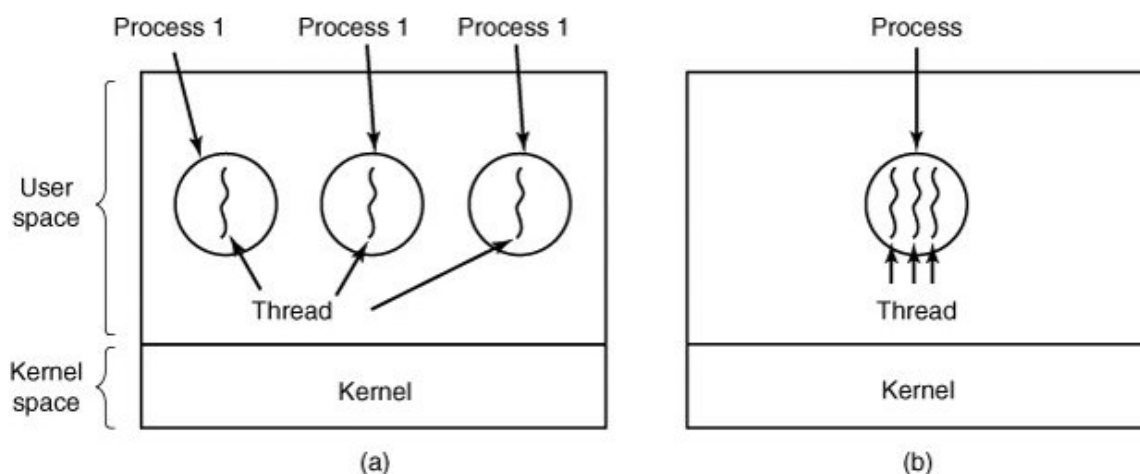 Process 1
Process 1
Process 1
Process
User
space
Thread
Thread
Kernel
space
Kernel
Kernel
(a)
(b)